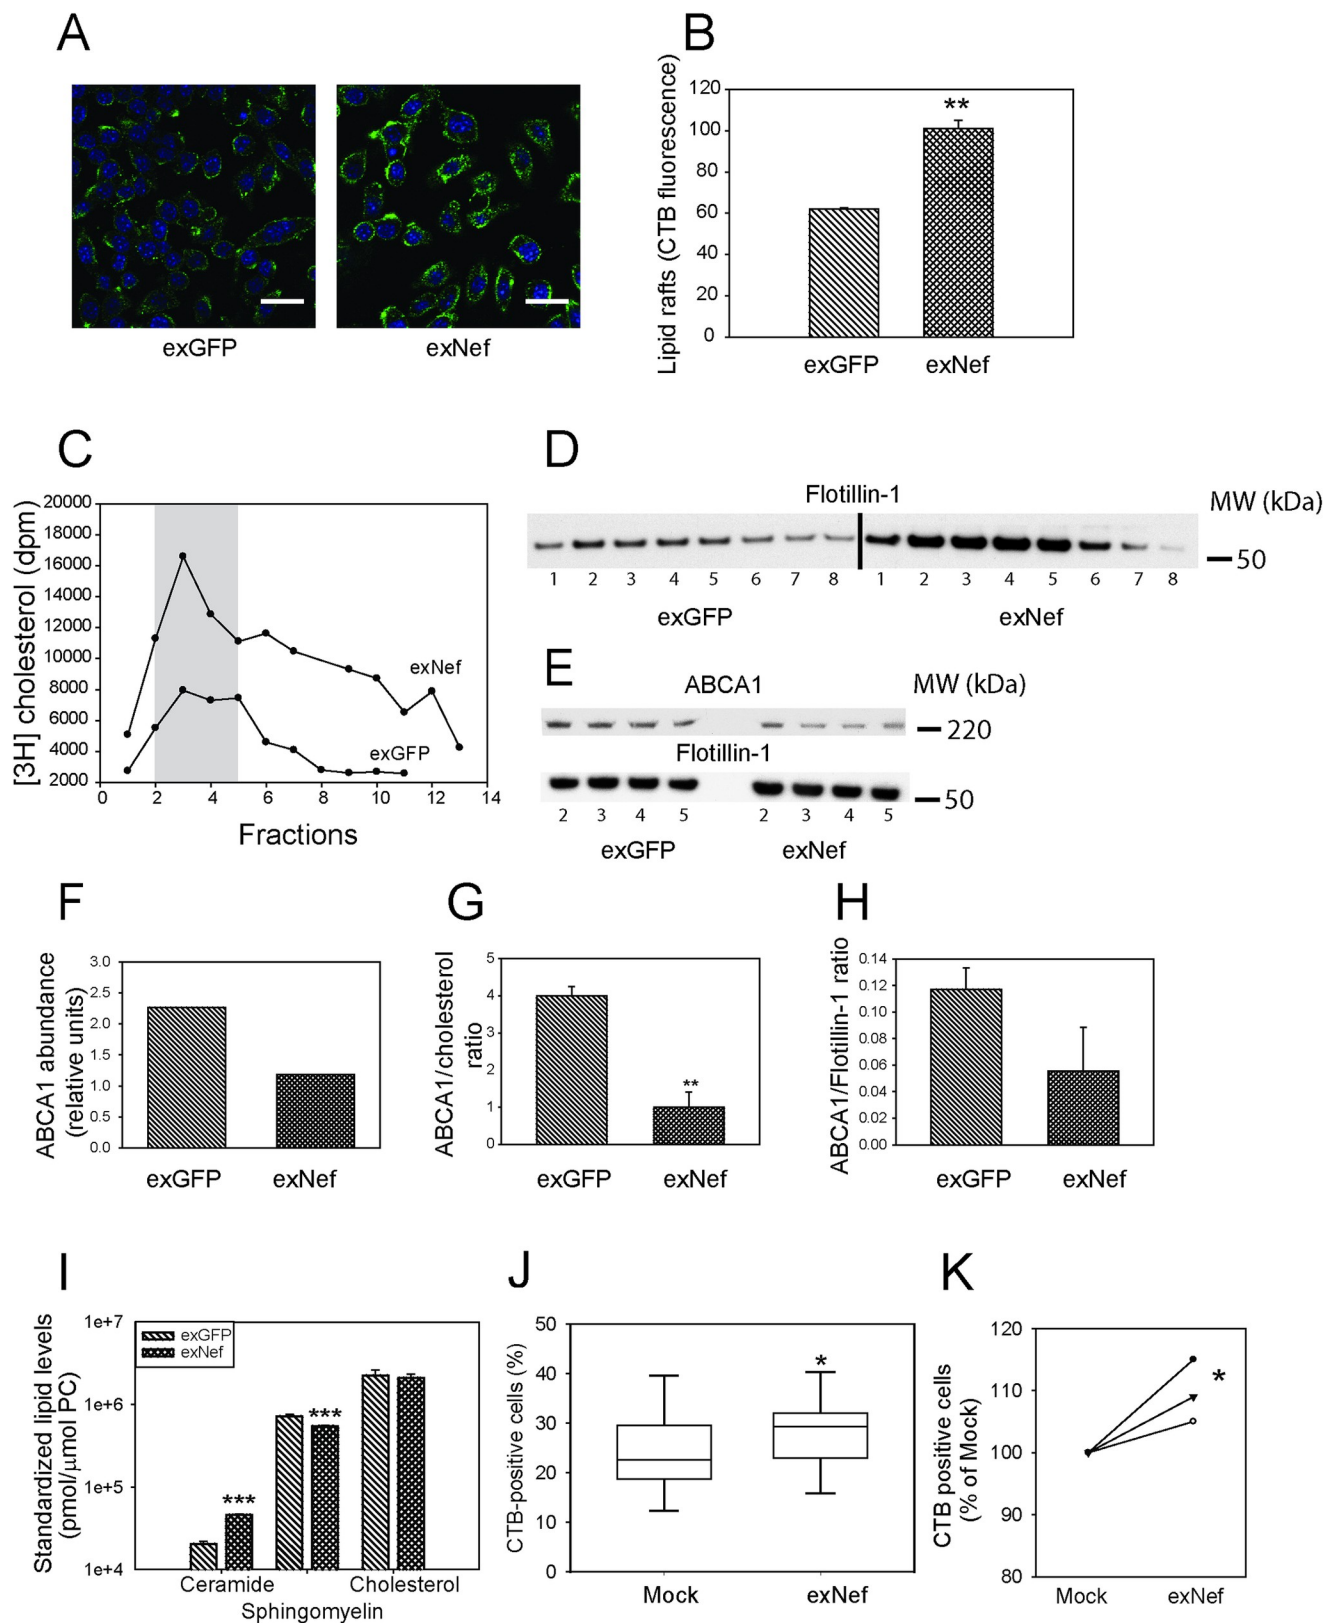 A
exGFP
exNef
B
Lipid rafts (CTB fluorescence)
120
100
80
60
40
20
0
**
exGFP
exNef
C
[3H] cholesterol (dpm)
20000
18000
16000
14000
12000
10000
8000
6000
4000
2000
exNef
exGFP
0 2 4 6 8 10 12 14
Fractions
D
Flotillin-1
MW (kDa)
50
1 2 3 4 5 6 7 8 1 2 3 4 5 6 7 8
exGFP
exNef
E
ABCA1
MW (kDa)
220
Flotillin-1
50
2 3 4 5 2 3 4 5
exGFP
exNef
F
ABCA1 abundance
(relative units)
3.0
2.5
2.0
1.5
1.0
0.5
0.0
exGFP
exNef
G
ABCA1/cholesterol
ratio
5
4
3
2
1
0
**
exGFP
exNef
H
ABCA1/Flotillin-1 ratio
0.14
0.12
0.10
0.08
0.06
0.04
0.02
0.00
exGFP
exNef
I
Standardized lipid levels
(pmol/µmol PC)
1e+7
1e+6
1e+5
1e+4
exGFP
exNef
***
***
Ceramide
Cholesterol
Sphingomyelin
J
CTB-positive cells (%)
50
40
30
20
10
0
*
Mock
exNef
K
CTB positive cells
(% of Mock)
120
110
100
90
80
*
Mock
exNef